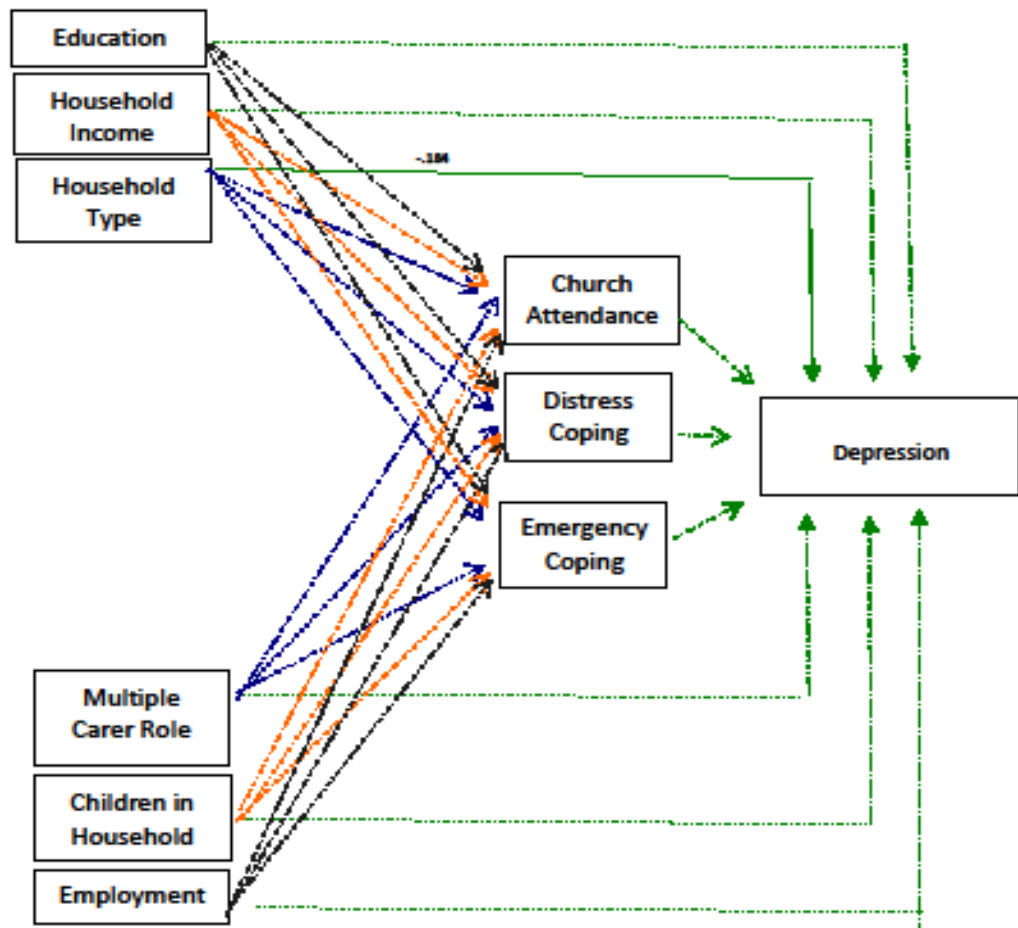 Education
Household
Income
Household
Type
-.184
Church
Attendance
Distress
Coping
Depression
Emergency
Coping
Multiple
Carer Role
Children in
Household
Employment